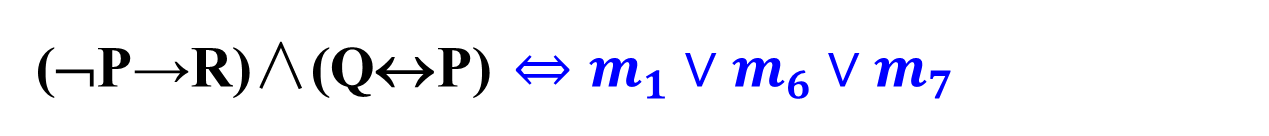 (¬P→R)∧(Q↔P) ⇔ m₁ ∨ m₆ ∨ m₇